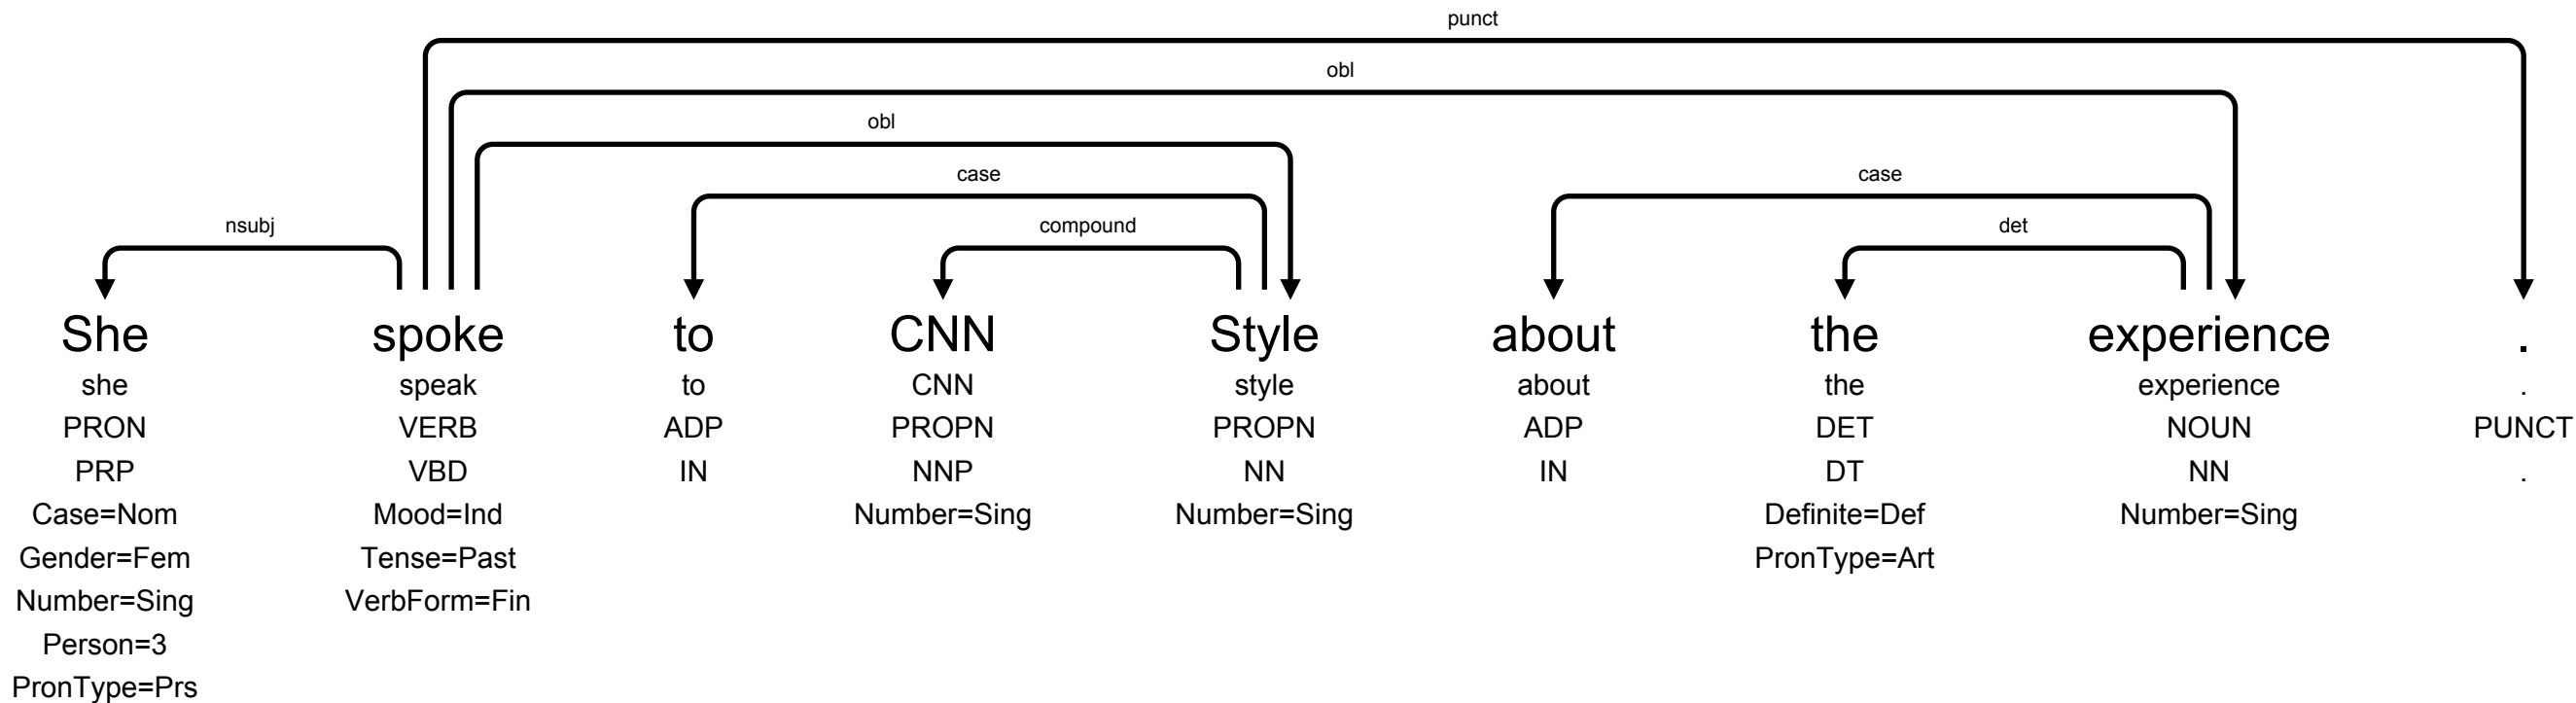 punct
obl
obl
case case
nsubj compound det
She spoke to CNN Style about the experience .
she speak to CNN style about the experience .
PRON VERB ADP PROPN PROPN ADP DET NOUN PUNCT
PRP VBD IN NNP NN IN DT NN .
Case=Nom Mood=Ind Number=Sing Number=Sing Definite=Def Number=Sing
Gender=Fem Tense=Past PronType=Art
Number=Sing VerbForm=Fin
Person=3
PronType=Prs